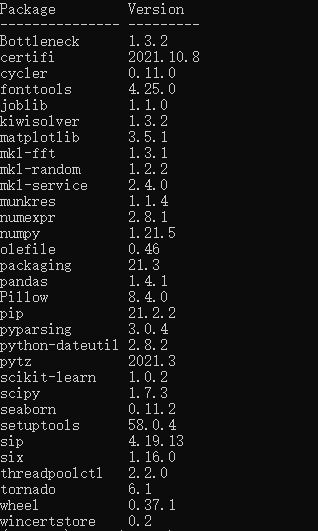 Package Version
--------------- ---------
Bottleneck 1.3.2
certifi 2021.10.8
cycler 0.11.0
fonttools 4.25.0
joblib 1.1.0
kiwisolver 1.3.2
matplotlib 3.5.1
mkl-fft 1.3.1
mkl-random 1.2.2
mkl-service 2.4.0
munkres 1.1.4
numexpr 2.8.1
numpy 1.21.5
olefile 0.46
packaging 21.3
pandas 1.4.1
Pillow 8.4.0
pip 21.2.2
pyparsing 3.0.4
python-dateutil 2.8.2
pytz 2021.3
scikit-learn 1.0.2
scipy 1.7.3
seaborn 0.11.2
setuptools 58.0.4
sip 4.19.13
six 1.16.0
threadpoolctl 2.2.0
tornado 6.1
wheel 0.37.1
wincertstore 0.2